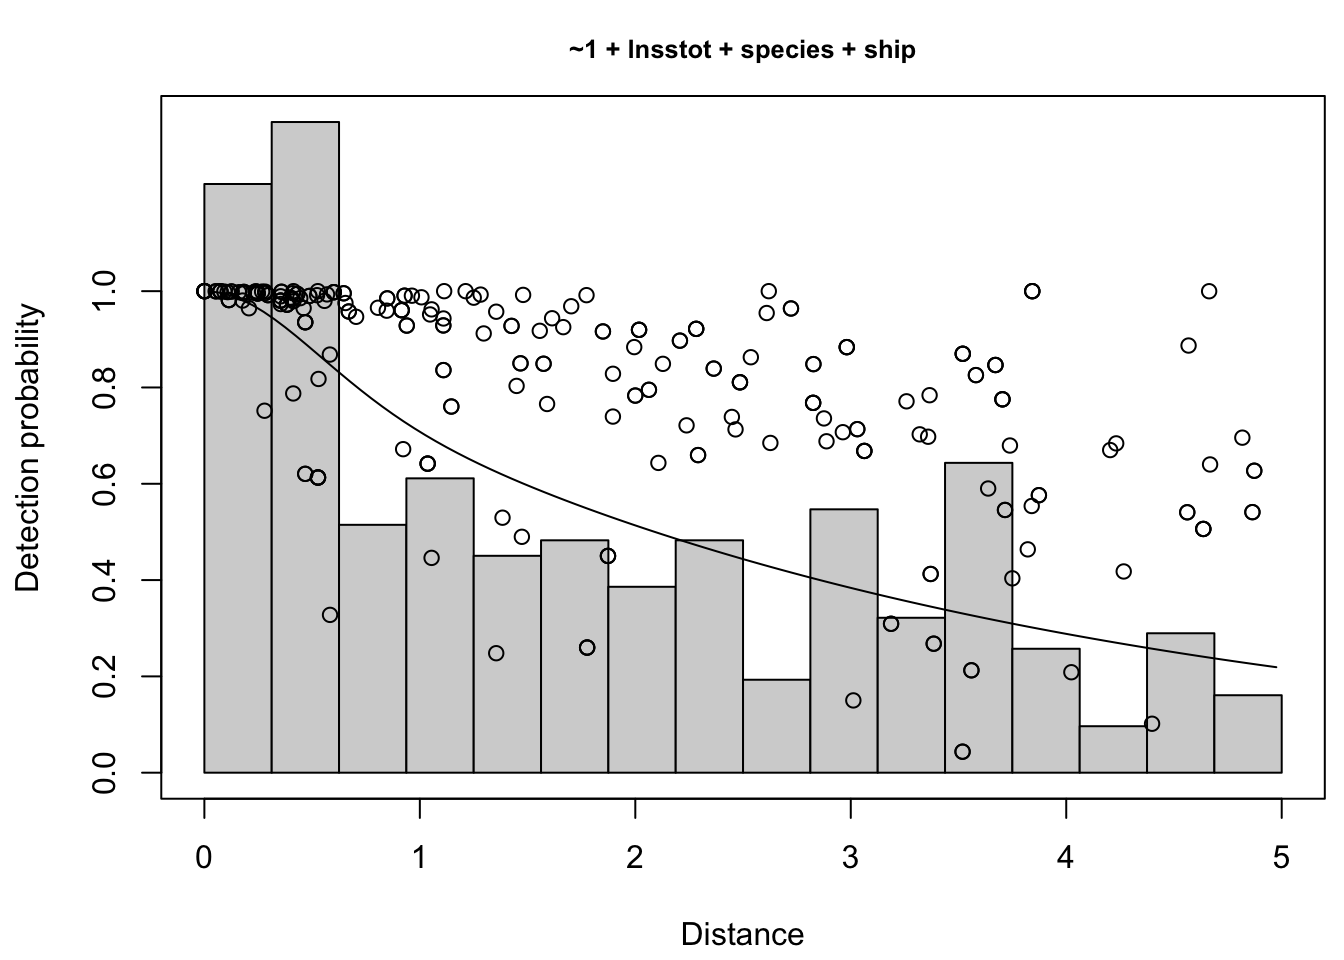 ~1 + lnsstot + species + ship
Detection probability
1.0
0.8
0.6
0.4
0.2
0.0
0 1 2 3 4 5
Distance